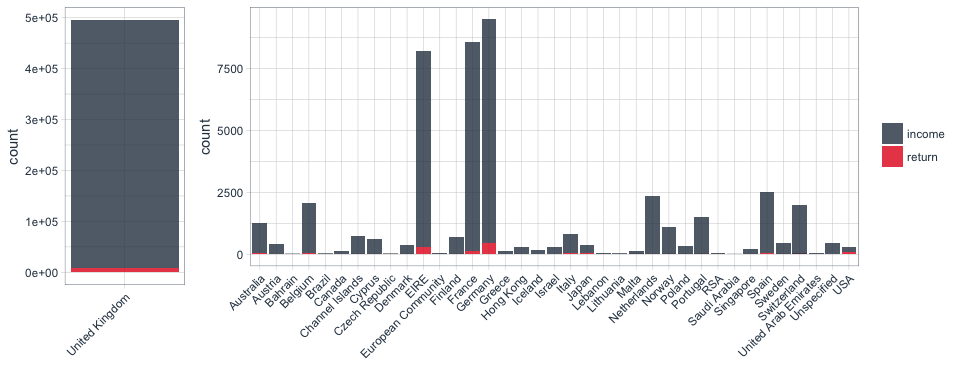 5e+05
4e+05
3e+05
2e+05
1e+05
0e+00
count
United Kingdom
7500
5000
2500
0
count
Australia
Austria
Bahrain
Belgium
Brazil
Canada
Channel Islands
Cyprus
Czech Republic
Denmark
EIRE
European Community
Finland
France
Germany
Greece
Hong Kong
Iceland
Israel
Italy
Japan
Lebanon
Lithuania
Malta
Netherlands
Norway
Poland
Portugal
RSA
Saudi Arabia
Singapore
Spain
Sweden
Switzerland
United Arab Emirates
Unspecified
USA
income
return